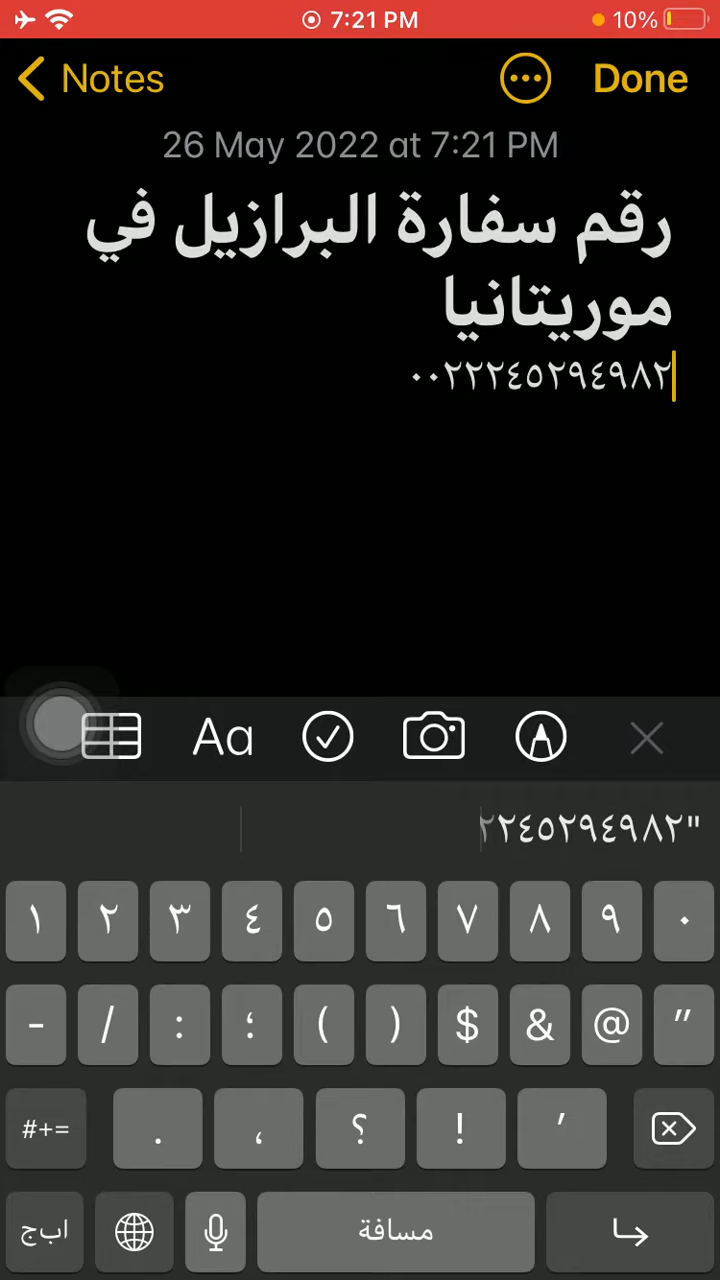 7:21 PM
10%
Notes
Done
26 May 2022 at 7:21 PM
رقم سفارة البرازيل في
موريتانيا
٠٠٢٢٢٤٥٢٩٤٩٨٢
Aa
٢٢٤٥٢٩٤٩٨٢"
١ ٢ ٣ ٤ ٥ ٦ ٧ ٨ ٩ ٠
- / : ؛ ( ) $ & @ "
#+= . ، ؟ ! '
اب‌ج مسافة